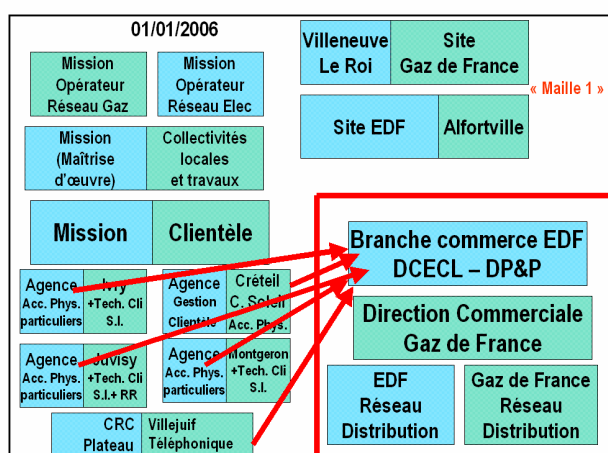 01/01/2006
Mission
Opérateur
Réseau Gaz
Mission
Opérateur
Réseau Elec
Villeneuve
Le Roi
Site
Gaz de France
« Maille 1 »
Site EDF
Alfortville
Mission
(Maîtrise
d'œuvre)
Collectivités
locales
et travaux
Mission
Clientèle
Agence
Acc. Phys.
particuliers
Ivry
+Tech. Cli
S.I.
Agence
Gestion
Clientèle
Créteil
C. Soleil
Acc. Phys.
Agence
Acc. Phys.
particuliers
Juvisy
+Tech. Cli
S.I.+ RR
Agence
Acc. Phys.
particuliers
Montgeron
+Tech. Cli
S.I.
CRC
Plateau
Villejuif
Téléphonique
Branche commerce EDF
DCECL – DP&P
Direction Commerciale
Gaz de France
EDF
Réseau
Distribution
Gaz de France
Réseau
Distribution